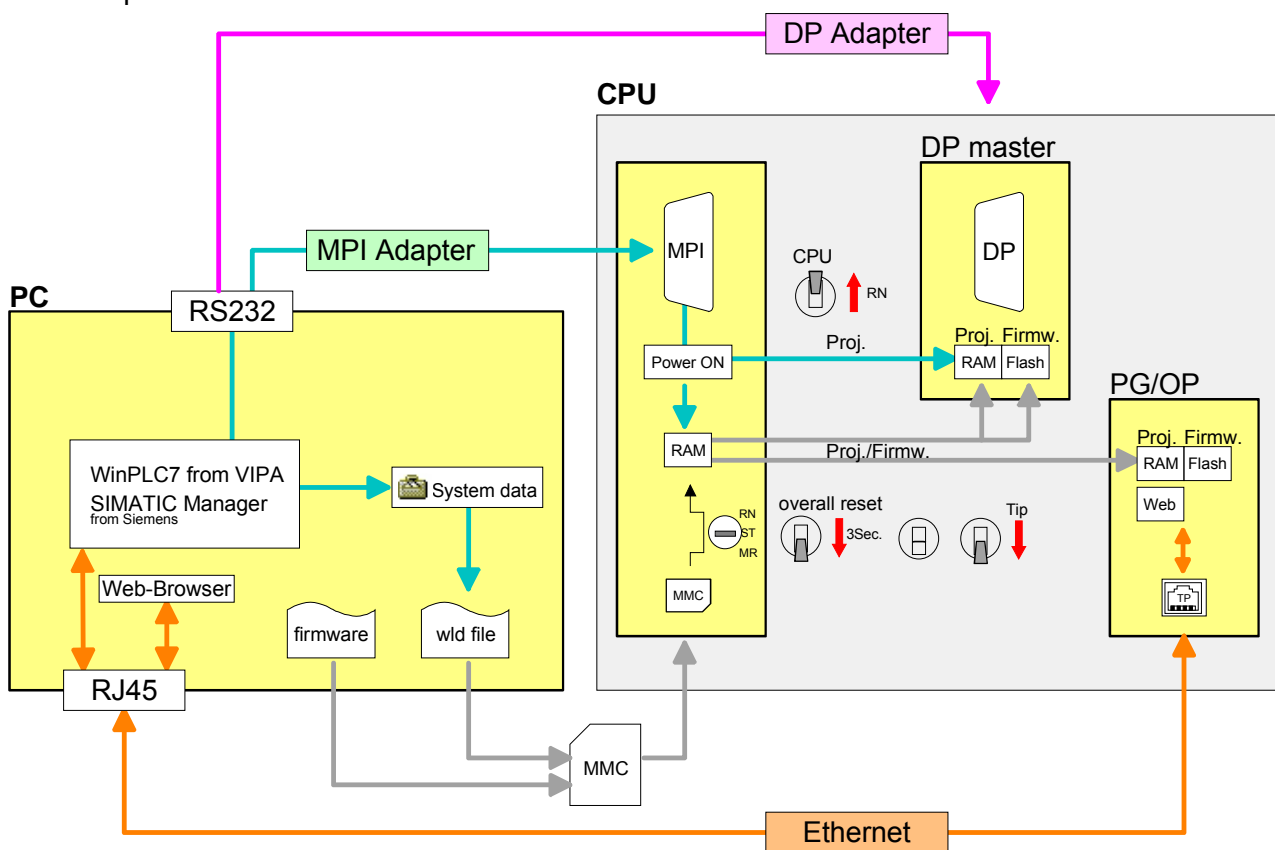 DP Adapter
CPU
DP master
MPI
DP
CPU
RN
MPI Adapter
PC
RS232
Proj.
Proj. Firmw.
Power ON
RAM Flash
PG/OP
RAM
Proj./Firmw.
Proj. Firmw.
RAM Flash
WinPLC7 from VIPA
SIMATIC Manager
from Siemens
System data
Web
RN
ST
MR
overall reset
3Sec.
Tip
Web-Browser
MMC
TP
firmware
wld file
RJ45
MMC
Ethernet